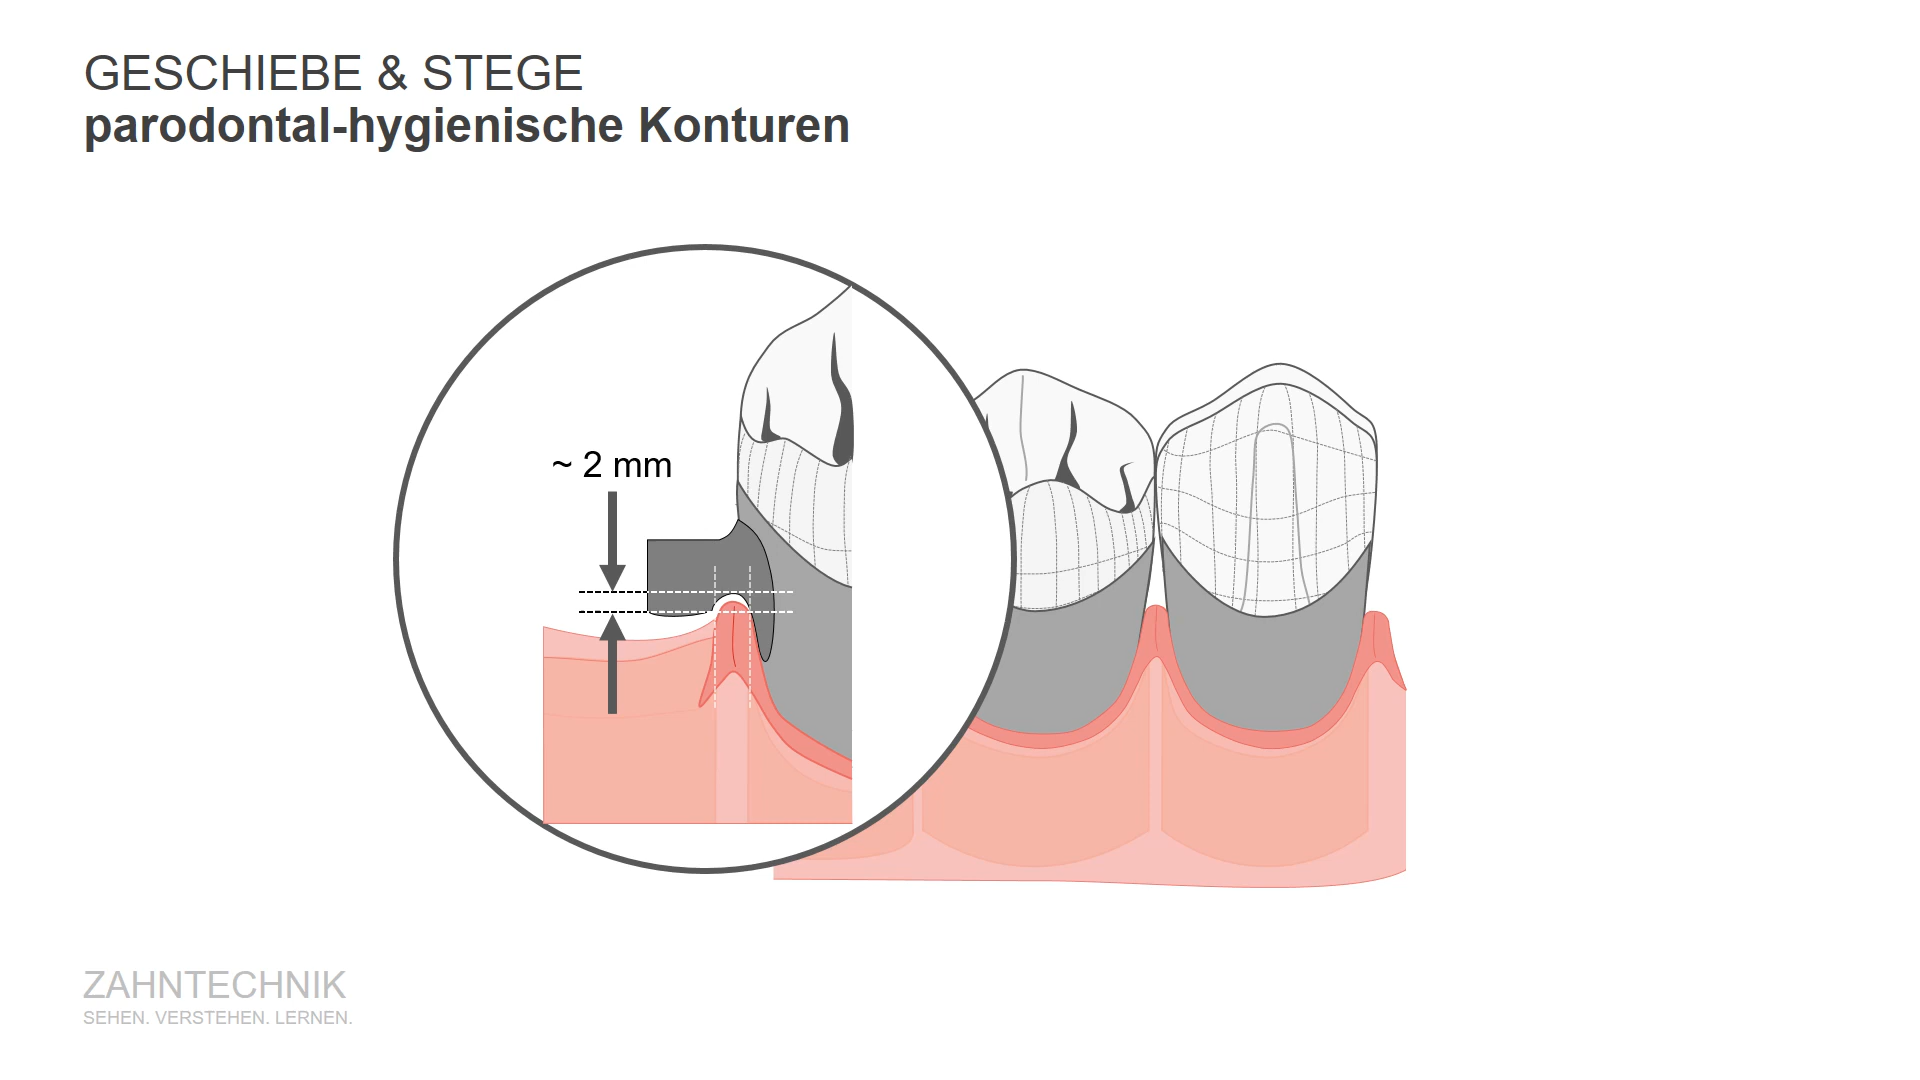 GESCHIEBE & STEGE
parodontal-hygienische Konturen
~ 2 mm
ZAHNTECHNIK
SEHEN. VERSTEHEN. LERNEN.